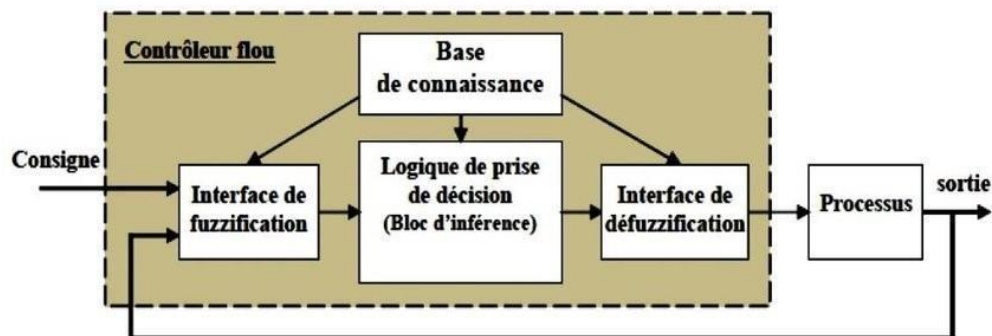 Contrôleur flou
Base
de connaissance
Consigne
Interface de
fuzzification
Logique de prise
de décision
(Bloc d'inférence)
Interface de
défuzzification
Processus
sortie